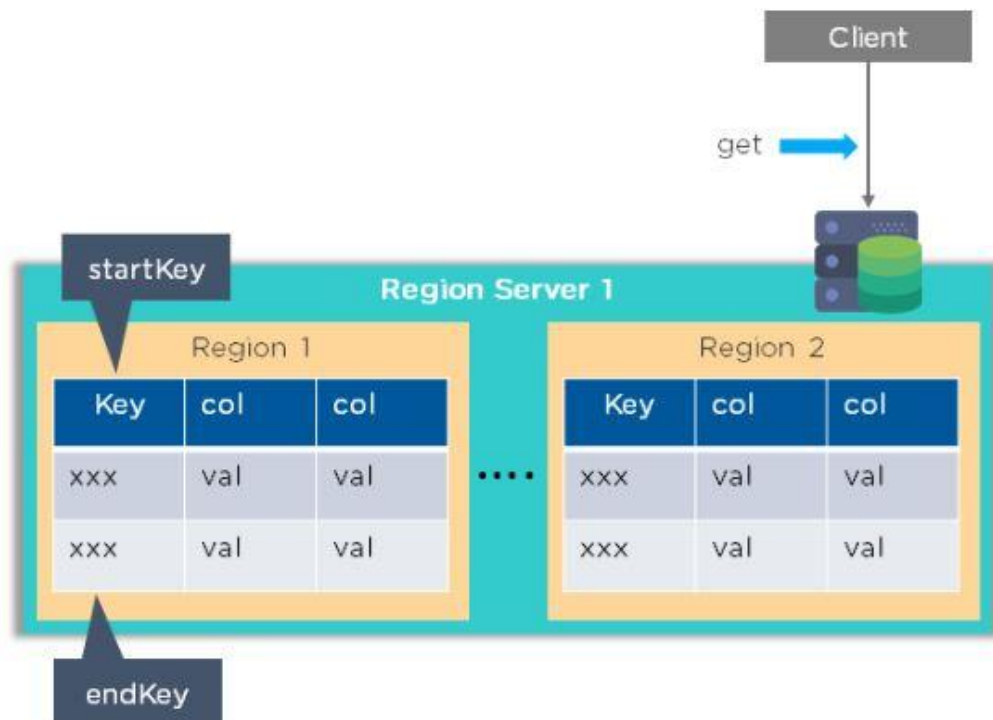 Client
get
startKey
Region Server 1
Region 1
Region 2
Key col col
Key col col
xxx val val
....
xxx val val
xxx val val
xxx val val
endKey